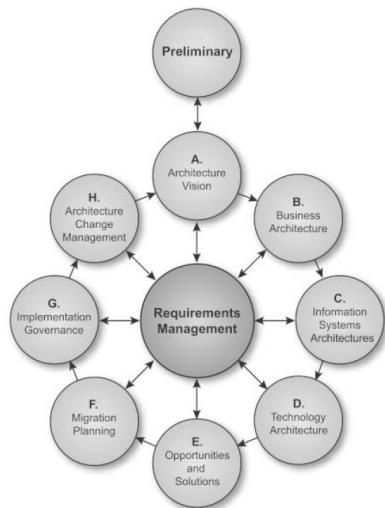 Preliminary
A.
Architecture
Vision
B.
Business
Architecture
C.
Information
Systems
Architectures
D.
Technology
Architecture
E.
Opportunities
and
Solutions
F.
Migration
Planning
G.
Implementation
Governance
H.
Architecture
Change
Management
Requirements
Management